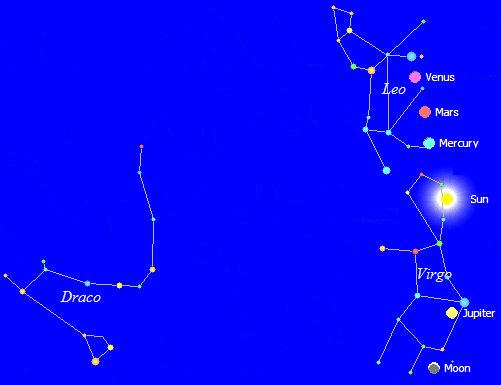 Venus
Leo
Mars
Mercury
Sun
Virgo
Draco
Jupiter
Moon